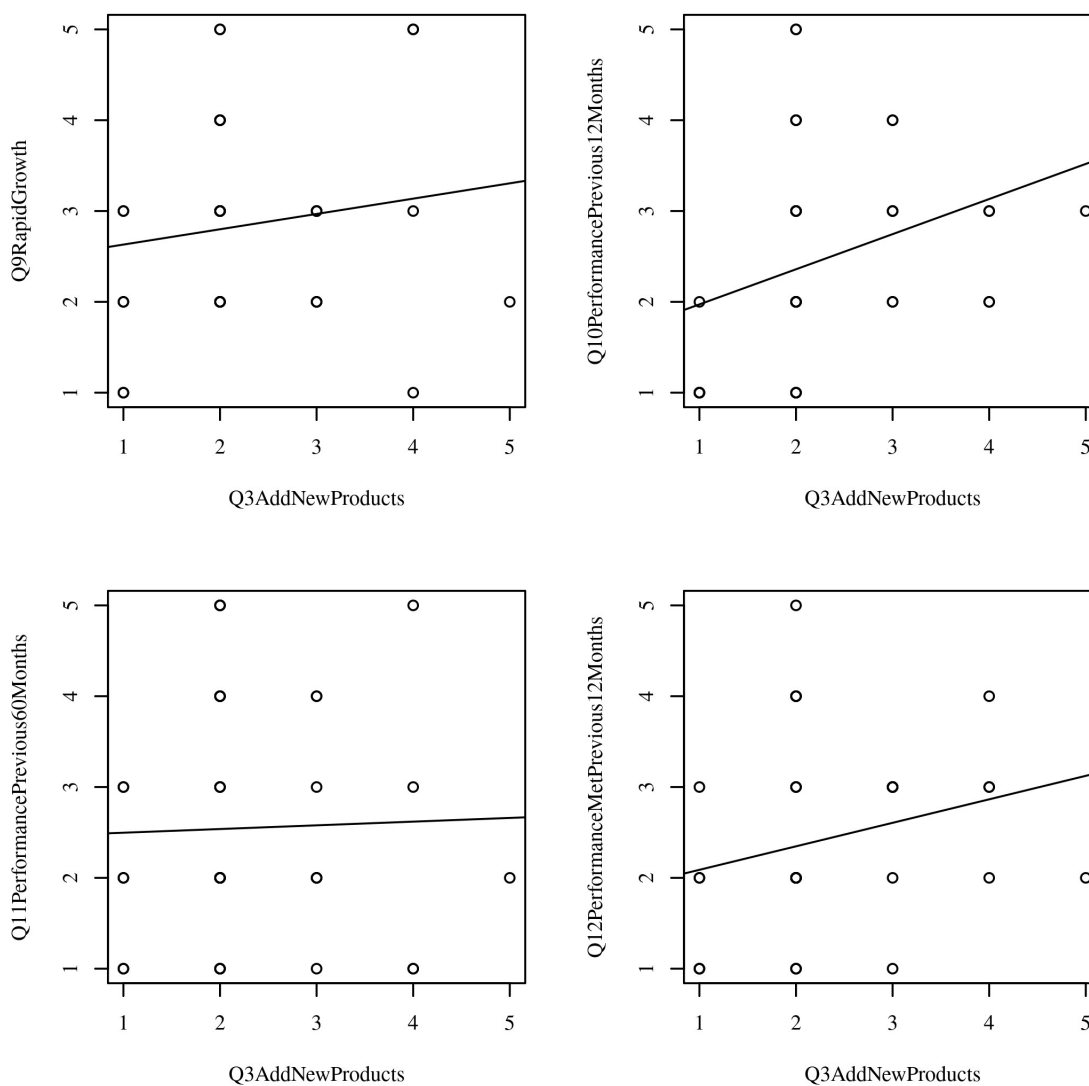 Q9RapidGrowth
5
4
3
2
1
1 2 3 4 5
Q3AddNewProducts
Q10PerformancePrevious12Months
5
4
3
2
1
1 2 3 4 5
Q3AddNewProducts
Q11PerformancePrevious60Months
5
4
3
2
1
1 2 3 4 5
Q3AddNewProducts
Q12PerformanceMetPrevious12Months
5
4
3
2
1
1 2 3 4 5
Q3AddNewProducts